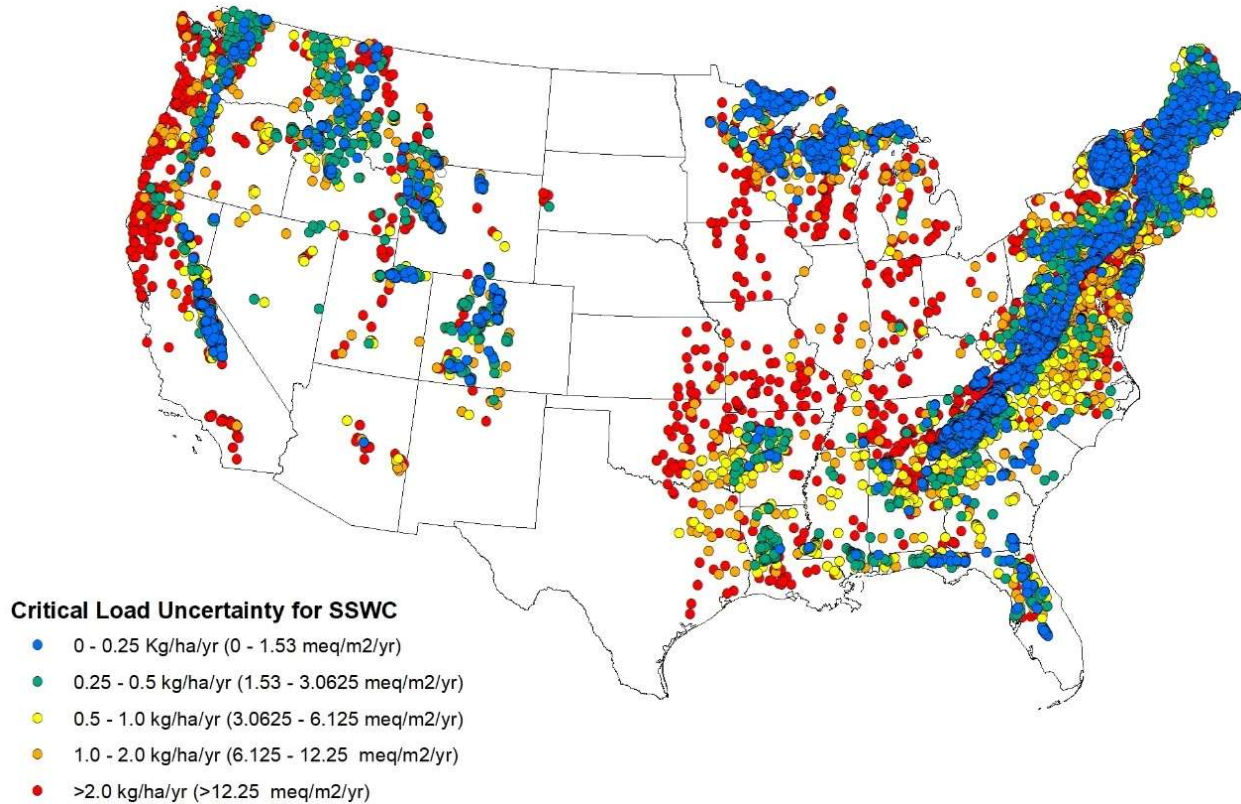 Critical Load Uncertainty for SSWC
0 - 0.25 Kg/ha/yr (0 - 1.53 meq/m2/yr)
0.25 - 0.5 kg/ha/yr (1.53 - 3.0625 meq/m2/yr)
0.5 - 1.0 kg/ha/yr (3.0625 - 6.125 meq/m2/yr)
1.0 - 2.0 kg/ha/yr (6.125 - 12.25  meq/m2/yr)
>2.0 kg/ha/yr (>12.25  meq/m2/yr)